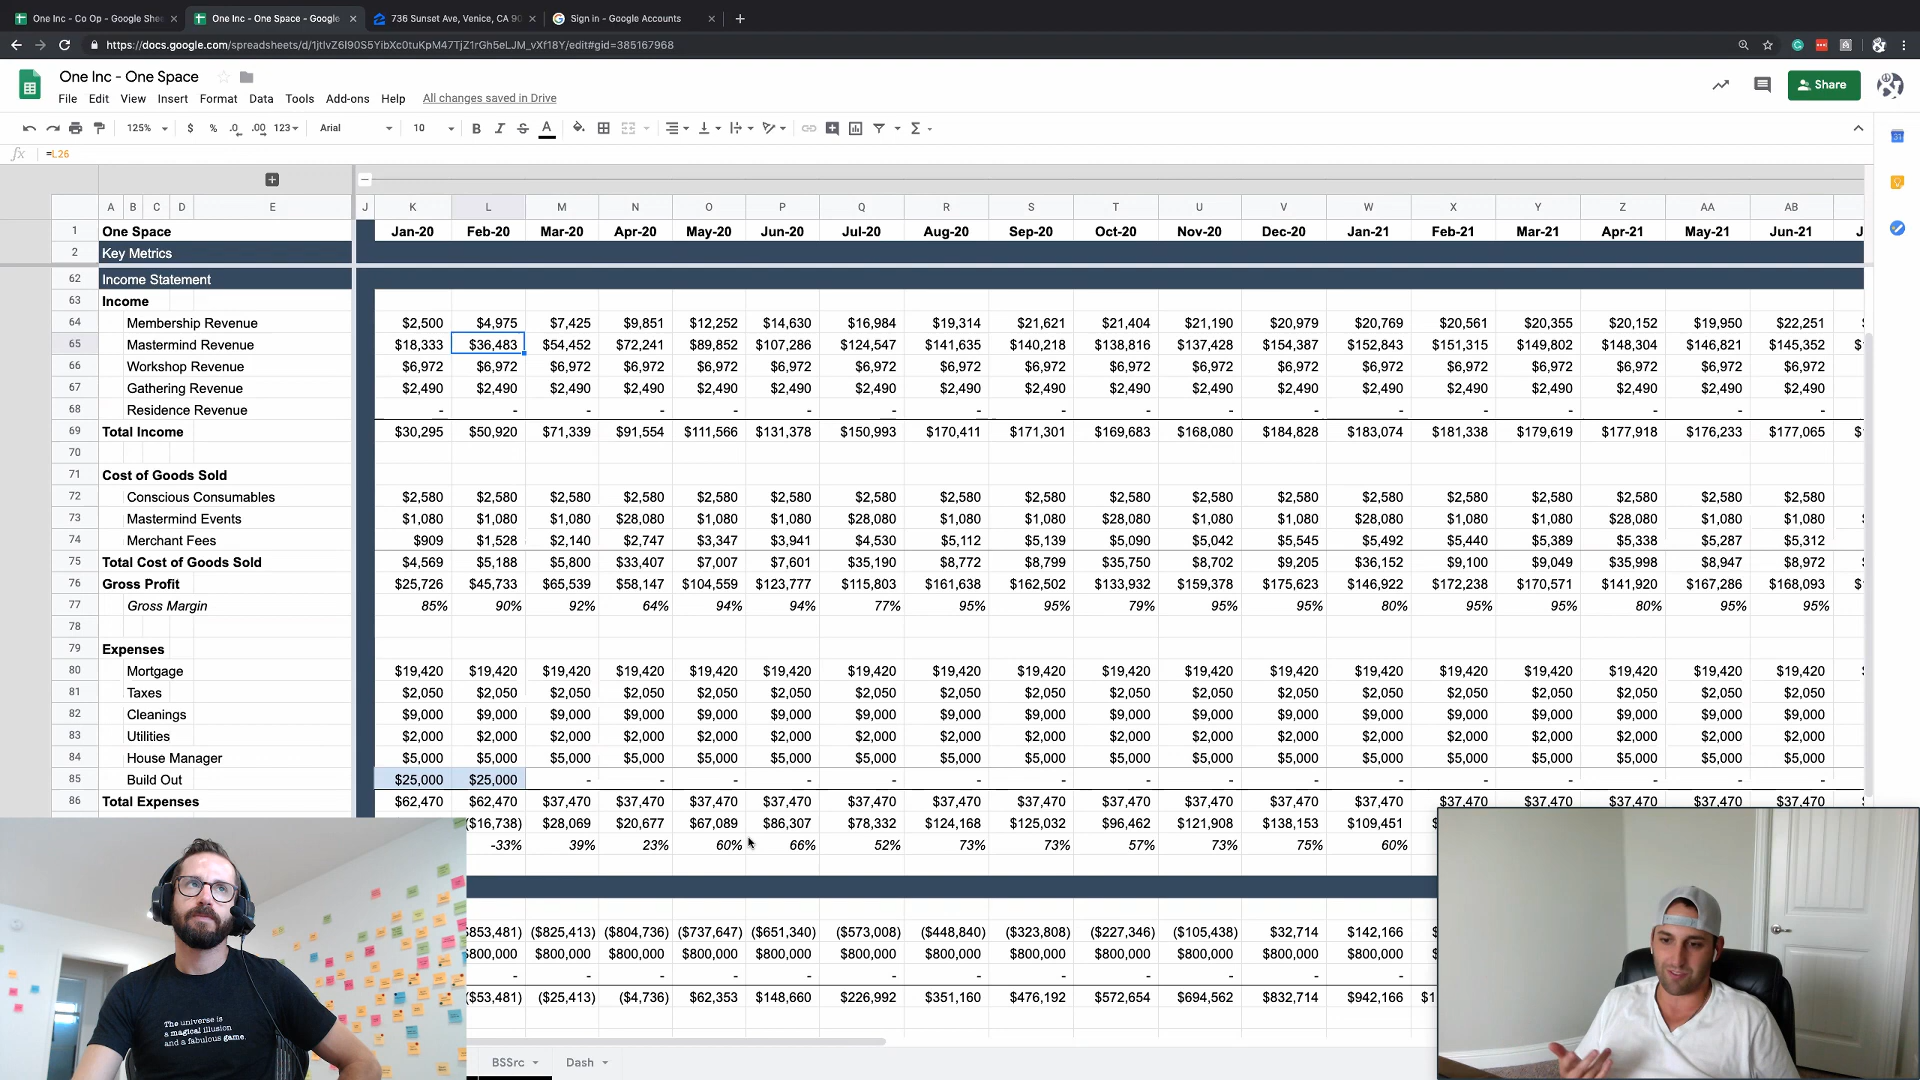 One Inc - Co Op - Google She
One Inc - One Space - Google
736 Sunset Ave, Venice, CA 90
Sign in - Google Accounts
https://docs.google.com/spreadsheets/d/1jtIvZ6I90S5YibXc0tuKpM47TjZ1rGh5eLJM_vXf18Y/edit#gid=385167968
One Inc - One Space
File Edit View Insert Format Data Tools Add-ons Help All changes saved in Drive
Share
125% $ % .0 .00 123 Arial 10 B I S A
fx =L26
A B C D E J K L M N O P Q R S T U V W X Y Z AA AB
1 One Space Jan-20 Feb-20 Mar-20 Apr-20 May-20 Jun-20 Jul-20 Aug-20 Sep-20 Oct-20 Nov-20 Dec-20 Jan-21 Feb-21 Mar-21 Apr-21 May-21 Jun-21 J
2 Key Metrics
62 Income Statement
63 Income
64 Membership Revenue $2,500 $4,975 $7,425 $9,851 $12,252 $14,630 $16,984 $19,314 $21,621 $21,404 $21,190 $20,979 $20,769 $20,561 $20,355 $20,152 $19,950 $22,251
65 Mastermind Revenue $18,333 $36,483 $54,452 $72,241 $89,852 $107,286 $124,547 $141,635 $140,218 $138,816 $137,428 $154,387 $152,843 $151,315 $149,802 $148,304 $146,821 $145,352
66 Workshop Revenue $6,972 $6,972 $6,972 $6,972 $6,972 $6,972 $6,972 $6,972 $6,972 $6,972 $6,972 $6,972 $6,972 $6,972 $6,972 $6,972 $6,972 $6,972
67 Gathering Revenue $2,490 $2,490 $2,490 $2,490 $2,490 $2,490 $2,490 $2,490 $2,490 $2,490 $2,490 $2,490 $2,490 $2,490 $2,490 $2,490 $2,490 $2,490
68 Residence Revenue - - - - - - - - - - - - - - - - - -
69 Total Income $30,295 $50,920 $71,339 $91,554 $111,566 $131,378 $150,993 $170,411 $171,301 $169,683 $168,080 $184,828 $183,074 $181,338 $179,619 $177,918 $176,233 $177,065
70
71 Cost of Goods Sold
72 Conscious Consumables $2,580 $2,580 $2,580 $2,580 $2,580 $2,580 $2,580 $2,580 $2,580 $2,580 $2,580 $2,580 $2,580 $2,580 $2,580 $2,580 $2,580 $2,580
73 Mastermind Events $1,080 $1,080 $1,080 $28,080 $1,080 $1,080 $28,080 $1,080 $1,080 $28,080 $1,080 $1,080 $28,080 $1,080 $1,080 $28,080 $1,080 $1,080
74 Merchant Fees $909 $1,528 $2,140 $2,747 $3,347 $3,941 $4,530 $5,112 $5,139 $5,090 $5,042 $5,545 $5,492 $5,440 $5,389 $5,338 $5,287 $5,312
75 Total Cost of Goods Sold $4,569 $5,188 $5,800 $33,407 $7,007 $7,601 $35,190 $8,772 $8,799 $35,750 $8,702 $9,205 $36,152 $9,100 $9,049 $35,998 $8,947 $8,972
76 Gross Profit $25,726 $45,733 $65,539 $58,147 $104,559 $123,777 $115,803 $161,638 $162,502 $133,932 $159,378 $175,623 $146,922 $172,238 $170,571 $141,920 $167,286 $168,093
77 Gross Margin 85% 90% 92% 64% 94% 94% 77% 95% 95% 79% 95% 95% 80% 95% 95% 80% 95% 95%
78
79 Expenses
80 Mortgage $19,420 $19,420 $19,420 $19,420 $19,420 $19,420 $19,420 $19,420 $19,420 $19,420 $19,420 $19,420 $19,420 $19,420 $19,420 $19,420 $19,420 $19,420
81 Taxes $2,050 $2,050 $2,050 $2,050 $2,050 $2,050 $2,050 $2,050 $2,050 $2,050 $2,050 $2,050 $2,050 $2,050 $2,050 $2,050 $2,050 $2,050
82 Cleanings $9,000 $9,000 $9,000 $9,000 $9,000 $9,000 $9,000 $9,000 $9,000 $9,000 $9,000 $9,000 $9,000 $9,000 $9,000 $9,000 $9,000 $9,000
83 Utilities $2,000 $2,000 $2,000 $2,000 $2,000 $2,000 $2,000 $2,000 $2,000 $2,000 $2,000 $2,000 $2,000 $2,000 $2,000 $2,000 $2,000 $2,000
84 House Manager $5,000 $5,000 $5,000 $5,000 $5,000 $5,000 $5,000 $5,000 $5,000 $5,000 $5,000 $5,000 $5,000 $5,000 $5,000 $5,000 $5,000 $5,000
85 Build Out $25,000 $25,000 - - - - - - - - - - - - - - - -
86 Total Expenses $62,470 $62,470 $37,470 $37,470 $37,470 $37,470 $37,470 $37,470 $37,470 $37,470 $37,470 $37,470 $37,470 $37,470 $37,470 $37,470 $37,470 $37,470
($16,738) $28,069 $20,677 $67,089 $86,307 $78,332 $124,168 $125,032 $96,462 $121,908 $138,153 $109,451
-33% 39% 23% 60% 66% 52% 73% 73% 57% 73% 75% 60%
$853,481) ($825,413) ($804,736) ($737,647) ($651,340) ($573,008) ($448,840) ($323,808) ($227,346) ($105,438) $32,714 $142,166
$800,000 $800,000 $800,000 $800,000 $800,000 $800,000 $800,000 $800,000 $800,000 $800,000 $800,000 $800,000
- - - - - - - - - - - -
($53,481) ($25,413) ($4,736) $62,353 $148,660 $226,992 $351,160 $476,192 $572,654 $694,562 $832,714 $942,166 $1
BSSrc Dash
The universe is
a magical illusion
and a fabulous game.